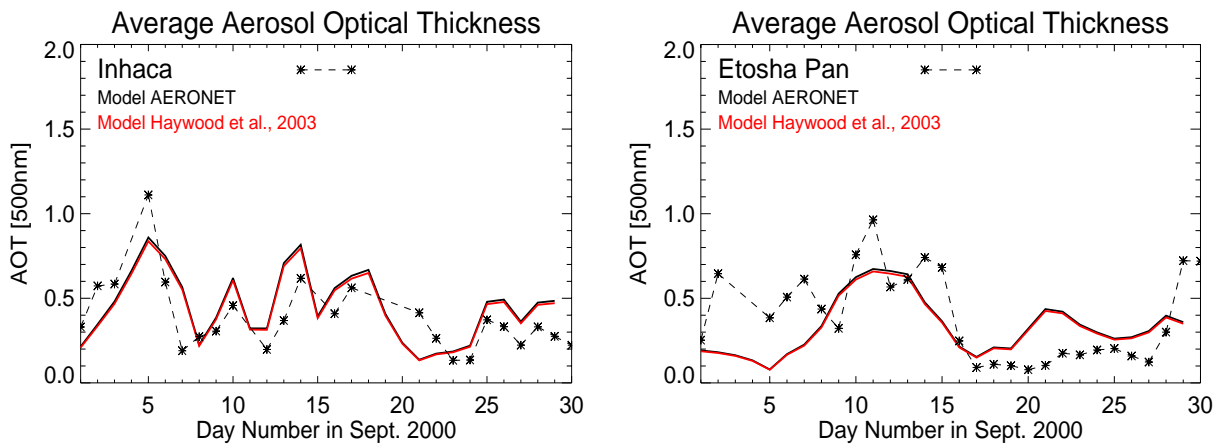 Average Aerosol Optical Thickness
2.0
1.5
1.0
0.5
0.0
AOT [500nm]
Inhaca
Model AERONET
Model Haywood et al., 2003
5 10 15 20 25 30
Day Number in Sept. 2000
Average Aerosol Optical Thickness
2.0
1.5
1.0
0.5
0.0
AOT [500nm]
Etosha Pan
Model AERONET
Model Haywood et al., 2003
5 10 15 20 25 30
Day Number in Sept. 2000